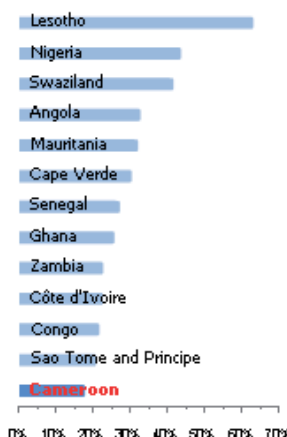 Lesotho
Nigeria
Swaziland
Angola
Mauritania
Cape Verde
Senegal
Ghana
Zambia
Côte d'Ivoire
Congo
Sao Tome and Principe
Cameroon
0% 10% 20% 30% 40% 50% 60% 70%